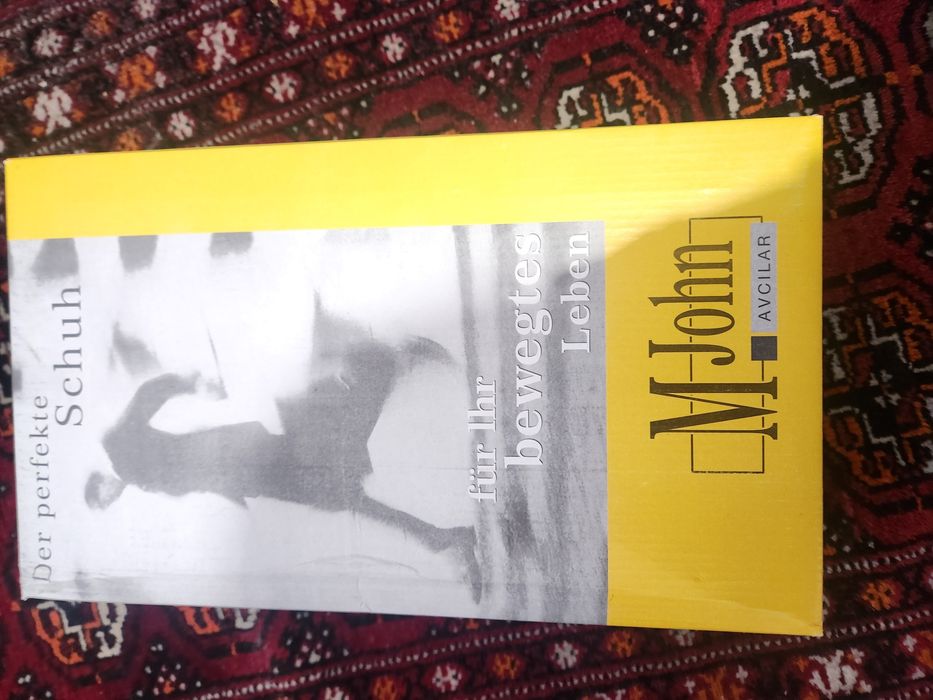 Der perfekte
Schuh
für Ihr
bewegtes
Leben
M John
AVCILAR